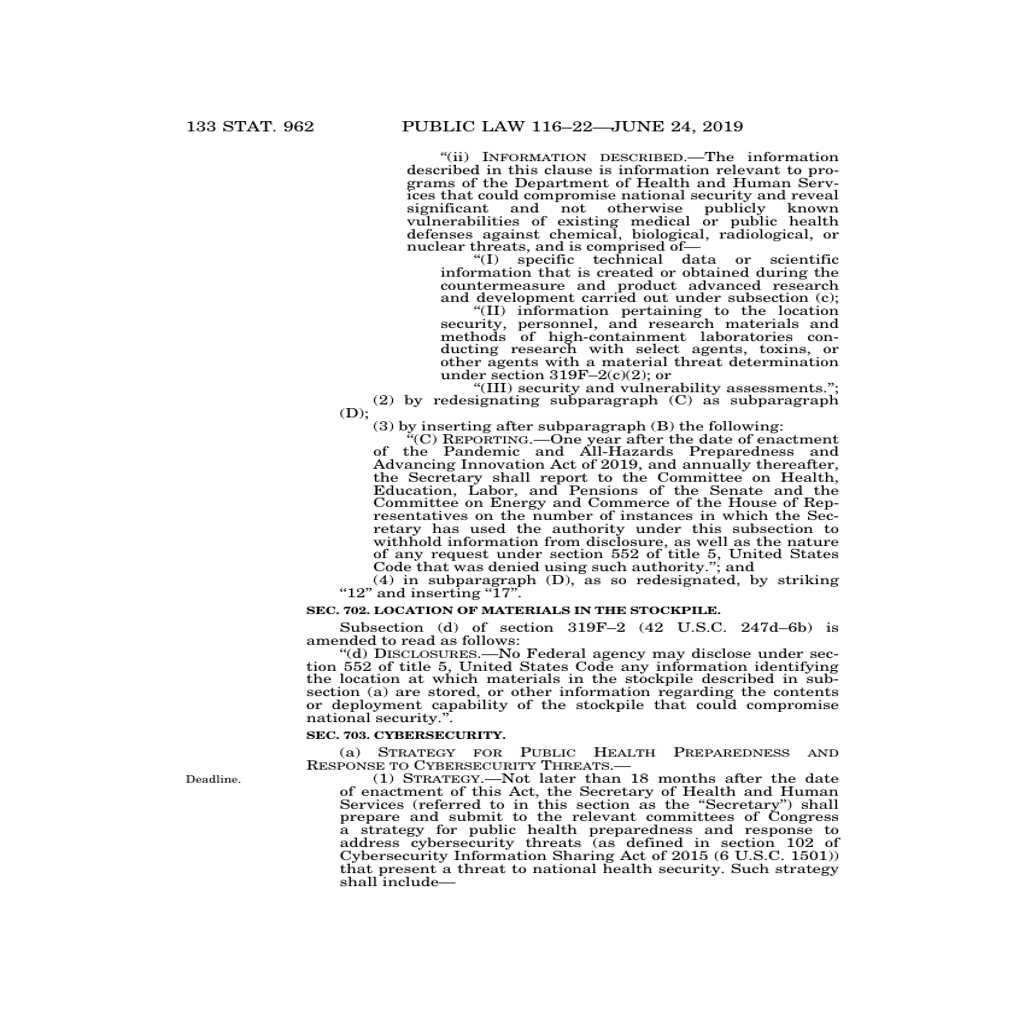 133 STAT. 962 PUBLIC LAW 116–22—JUNE 24, 2019
“(ii) INFORMATION DESCRIBED.—The information
described in this clause is information relevant to pro-
grams of the Department of Health and Human Serv-
ices that could compromise national security and reveal
significant and not otherwise publicly known
vulnerabilities of existing medical or public health
defenses against chemical, biological, radiological, or
nuclear threats, and is comprised of—
“(I) specific technical data or scientific
information that is created or obtained during the
countermeasure and product advanced research
and development carried out under subsection (c);
“(II) information pertaining to the location
security, personnel, and research materials and
methods of high-containment laboratories con-
ducting research with select agents, toxins, or
other agents with a material threat determination
under section 319F–2(c)(2); or
“(III) security and vulnerability assessments.”;
(2) by redesignating subparagraph (C) as subparagraph
(D);
(3) by inserting after subparagraph (B) the following:
“(C) REPORTING.—One year after the date of enactment
of the Pandemic and All-Hazards Preparedness and
Advancing Innovation Act of 2019, and annually thereafter,
the Secretary shall report to the Committee on Health,
Education, Labor, and Pensions of the Senate and the
Committee on Energy and Commerce of the House of Rep-
resentatives on the number of instances in which the Sec-
retary has used the authority under this subsection to
withhold information from disclosure, as well as the nature
of any request under section 552 of title 5, United States
Code that was denied using such authority.”; and
(4) in subparagraph (D), as so redesignated, by striking
“12” and inserting “17”.
SEC. 702. LOCATION OF MATERIALS IN THE STOCKPILE.
Subsection (d) of section 319F–2 (42 U.S.C. 247d–6b) is
amended to read as follows:
“(d) DISCLOSURES.—No Federal agency may disclose under sec-
tion 552 of title 5, United States Code any information identifying
the location at which materials in the stockpile described in sub-
section (a) are stored, or other information regarding the contents
or deployment capability of the stockpile that could compromise
national security.”.
SEC. 703. CYBERSECURITY.
(a) STRATEGY FOR PUBLIC HEALTH PREPAREDNESS AND
RESPONSE TO CYBERSECURITY THREATS.—
Deadline. (1) STRATEGY.—Not later than 18 months after the date
of enactment of this Act, the Secretary of Health and Human
Services (referred to in this section as the “Secretary”) shall
prepare and submit to the relevant committees of Congress
a strategy for public health preparedness and response to
address cybersecurity threats (as defined in section 102 of
Cybersecurity Information Sharing Act of 2015 (6 U.S.C. 1501))
that present a threat to national health security. Such strategy
shall include—